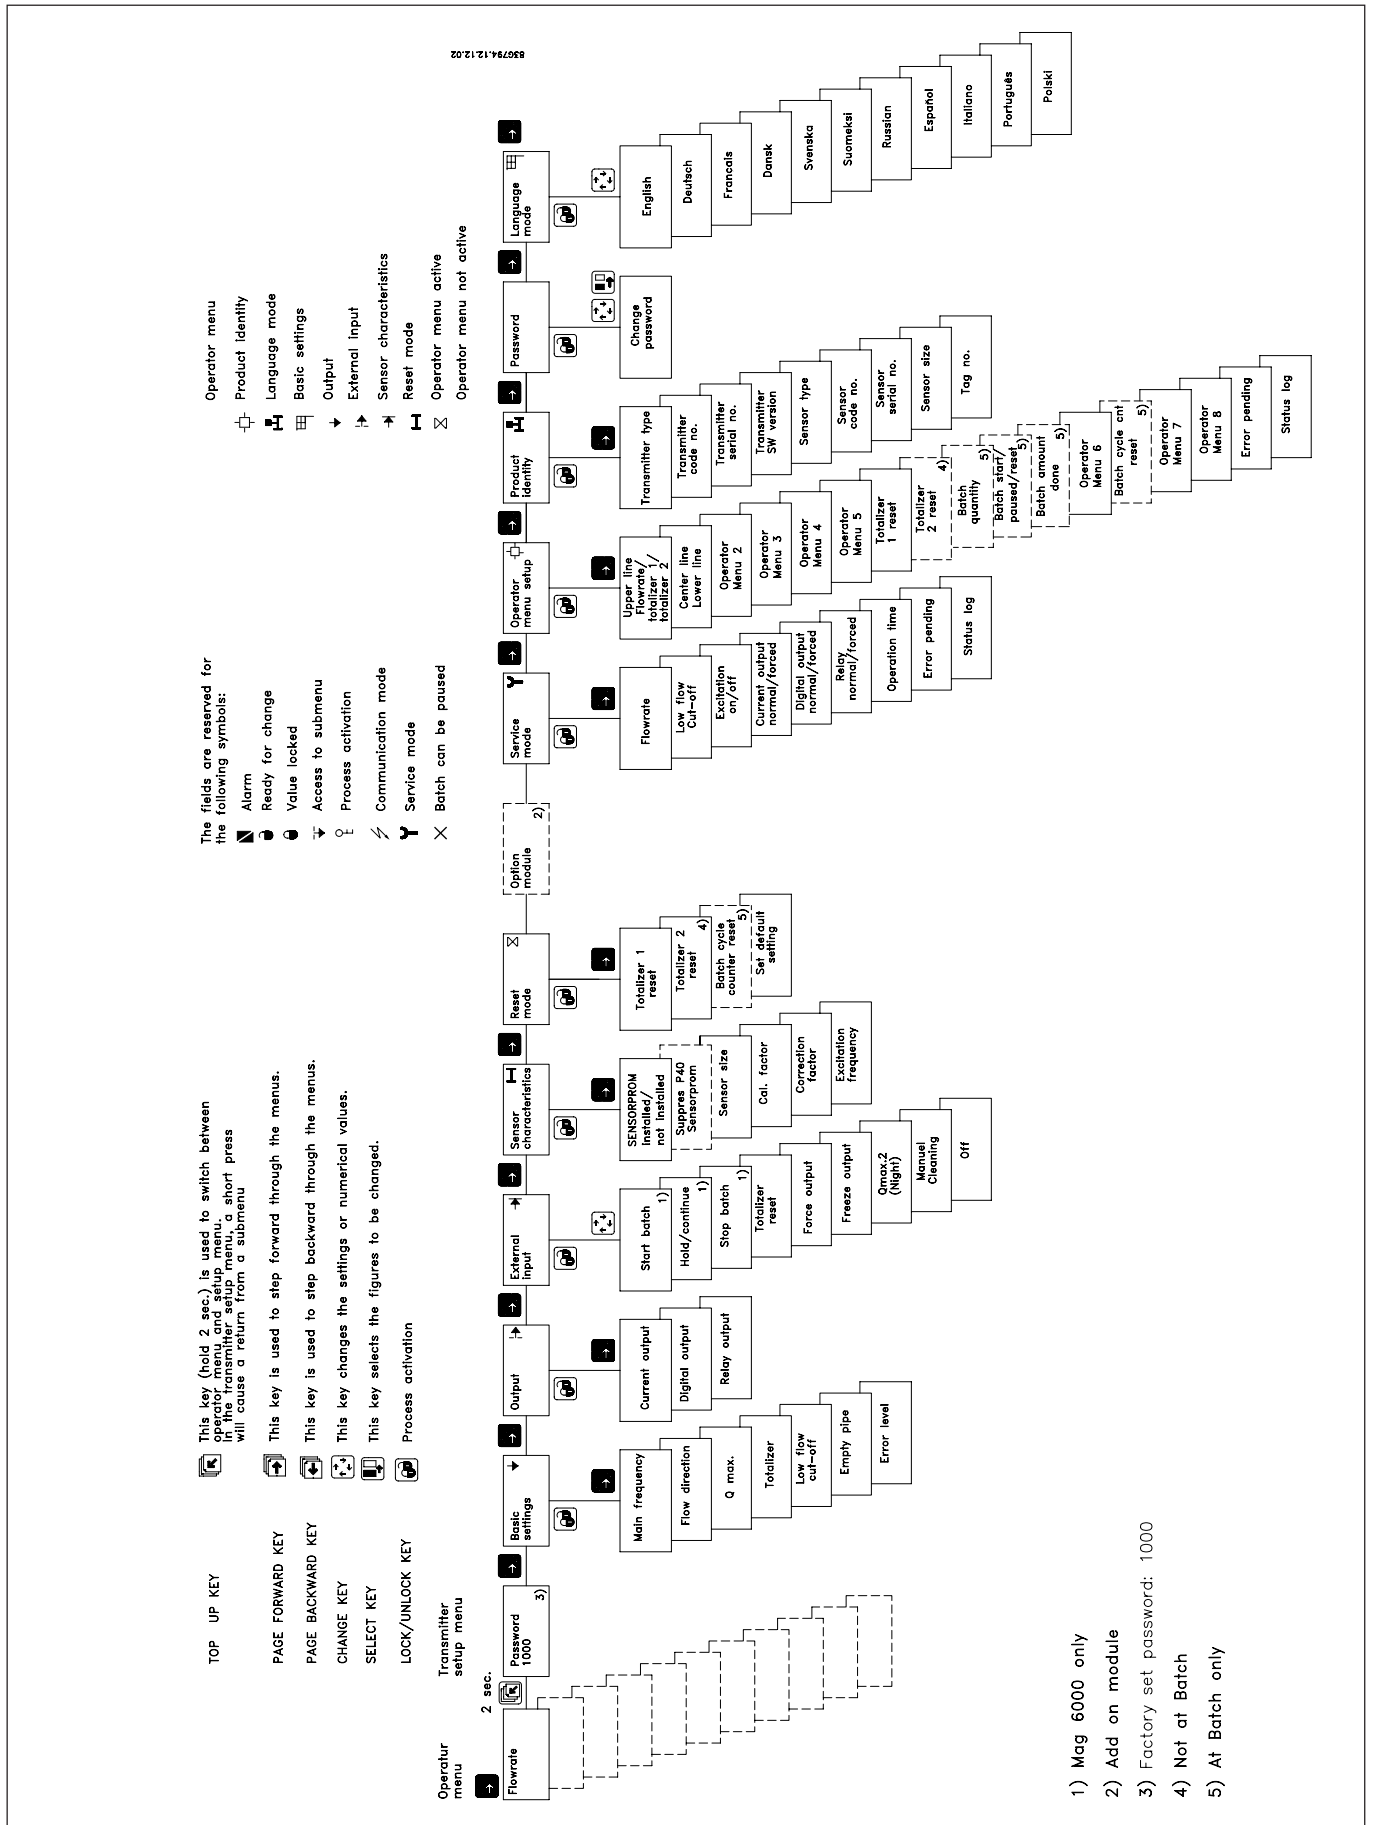 TOP UP KEY
This key (hold 2 sec.) is used to switch between
operator menu and setup menu.
In the transmitter setup menu, a short press
will cause a return from a submenu
PAGE FORWARD KEY
This key is used to step forward through the menus.
PAGE BACKWARD KEY
This key is used to step backward through the menus.
CHANGE KEY
This key changes the settings or numerical values.
SELECT KEY
This key selects the figures to be changed.
LOCK/UNLOCK KEY
Process activation
The fields are reserved for
the following symbols:
Alarm
Ready for change
Value locked
Access to submenu
Process activation
Communication mode
Service mode
Batch can be paused
Operator menu
Product identity
Language mode
Basic settings
Output
External input
Sensor characteristics
Reset mode
Operator menu active
Operator menu not active
83G794.12.12.02
Operatur
menu
2 sec.
Transmitter
setup menu
Flowrate
Password
1000
3)
Basic
settings
Main frequency
Flow direction
Q max.
Totalizer
Low flow
cut-off
Empty pipe
Error level
Output
Current output
Digital output
Relay output
External
input
Start batch
1)
Hold/continue
1)
Stop batch
1)
Totalizer
reset
Force output
Freeze output
Qmax.2
(Night)
Manuel
Cleaning
Off
Sensor
characteristics
SENSORPROM
installed/
not installed
Suppres P40
Sensorprom
Sensor size
Cal. factor
Correction
factor
Excitation
frequency
Reset
mode
Totalizer 1
reset
Totalizer 2
reset
4)
Batch cycle
counter reset
5)
Set default
setting
Option
module
2)
Service
mode
Flowrate
Low flow
Cut-off
Excitation
on/off
Current output
normal/forced
Digital output
normal/forced
Relay
normal/forced
Operation time
Error pending
Status log
Operator
menu setup
Upper line
Flowrate/
totalizer 1/
totalizer 2
Center line
Lower line
Operator
Menu 2
Operator
Menu 3
Operator
Menu 4
Operator
Menu 5
Totalizer
1 reset
Totalizer
2 reset
4)
Batch
quantity
5)
Batch start/
paused/reset
5)
Batch amount
done
5)
Operator
Menu 6
Batch cycle cnt
reset
5)
Operator
Menu 7
Operator
Menu 8
Error pending
Status log
Product
identity
Transmitter type
Transmitter
code no.
Transmitter
serial no.
Transmitter
SW version
Sensor type
Sensor
code no.
Sensor
serial no.
Sensor size
Tag no.
Password
Change
password
Language
mode
English
Deutsch
Francais
Dansk
Svenska
Suomeksi
Russian
Español
Italiano
Português
Polski
1) Mag 6000 only
2) Add on module
3) Factory set password: 1000
4) Not at Batch
5) At Batch only